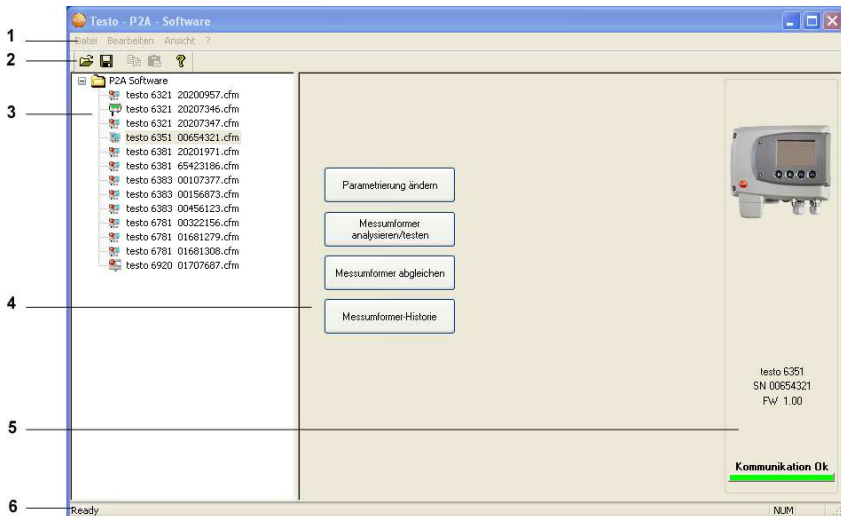 Testo - P2A - Software
1
Datei Bearbeiten Ansicht ?
2
P2A Software
testo 6321 20200957.cfm
3
testo 6321 20207346.cfm
testo 6321 20207347.cfm
testo 6351 00654321.cfm
testo 6381 20201971.cfm
testo 6381 65423186.cfm
testo 6383 00107377.cfm
testo 6383 00156873.cfm
testo 6383 00456123.cfm
testo 6781 00322156.cfm
testo 6781 01681279.cfm
testo 6781 01681308.cfm
testo 6920 01707687.cfm
Parametrierung ändern
Messumformer
analysieren/testen
Messumformer abgleichen
4
Messumformer-Historie
testo 6351
SN 00654321
FW 1.00
5
Kommunikation Ok
6
Ready
NUM